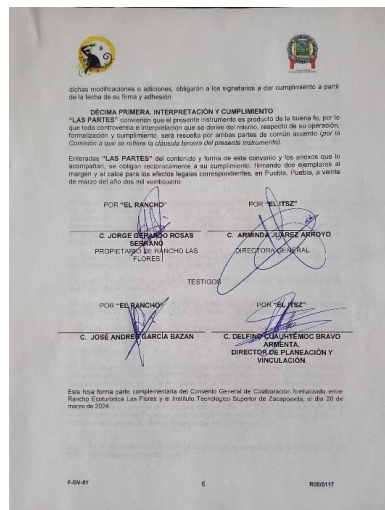 dichas modificaciones o adiciones, obligarán a los signatarios a dar cumplimiento a partir
de la fecha de su firma y adhesión.
DÉCIMA PRIMERA. INTERPRETACIÓN Y CUMPLIMIENTO
"LAS PARTES" convienen que el presente instrumento es producto de la buena fe, por lo
que toda controversia e interpretación que se derive del mismo, respecto de su operación,
formalización y cumplimiento, será resuelta por ambas partes de común acuerdo (por la
Comisión a que se refiere la cláusula tercera del presente instrumento)
Enteradas "LAS PARTES" del contenido y forma de este convenio y los anexos que lo
acompañan, se obligan recíprocamente a su cumplimiento, firmando dos ejemplares al
margen y al calce para los efectos legales correspondientes, en Puebla, Puebla, a veinte
de marzo del año dos mil veinticuatro.
POR "EL RANCHO"
C. JORGE GERARDO ROSAS
SERRANO
PROPIETARIO DE RANCHO LAS
FLORES
POR "EL ITSZ"
C. ARMINDA JUÁREZ ARROYO
DIRECTORA GENERAL
TESTIGOS
POR "EL RANCHO"
C. JOSÉ ANDRÉS GARCÍA BAZAN
POR "EL ITSZ"
C. DELFINO CUAUHTÉMOC BRAVO
ARMENTA.
DIRECTOR DE PLANEACIÓN Y
VINCULACIÓN.
Esta hoja forma parte complementaria del Convenio General de Colaboración formalizado entre
Rancho Ecoturística Las Flores y el Instituto Tecnológico Superior de Zacapoaxtla, el día 20 de
marzo de 2024.
F-DV-01
6
R05/0117